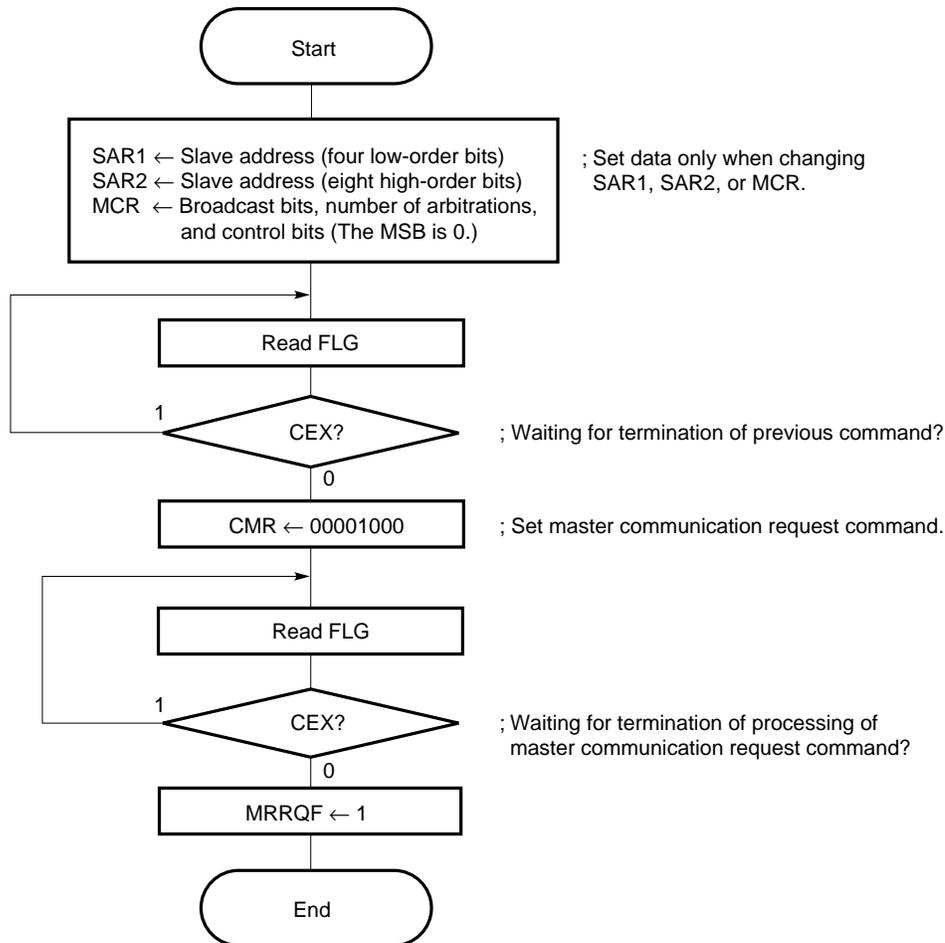 Start
SAR1 ← Slave address (four low-order bits)
SAR2 ← Slave address (eight high-order bits)
MCR ← Broadcast bits, number of arbitrations,
and control bits (The MSB is 0.)
; Set data only when changing
SAR1, SAR2, or MCR.
Read FLG
1
CEX?
; Waiting for termination of previous command?
0
CMR ← 00001000
; Set master communication request command.
Read FLG
1
CEX?
; Waiting for termination of processing of
master communication request command?
0
MRRQF ← 1
End